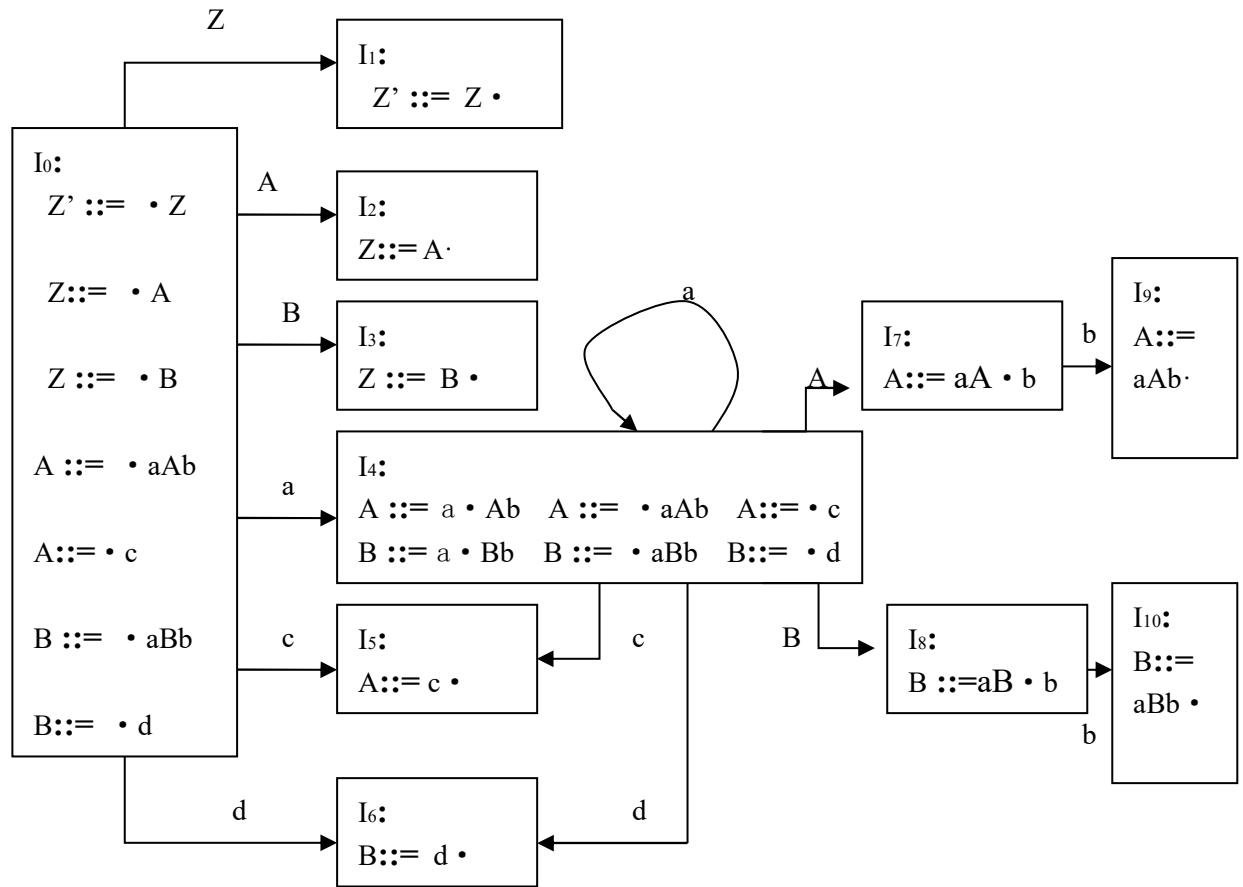 Z
I1:
Z’ ::= Z •
I0:
Z’ ::= • Z
Z::= • A
Z ::= • B
A ::= • aAb
A::= • c
B ::= • aBb
B::= • d
A
I2:
Z::= A·
B
I3:
Z ::= B •
a
a
I4:
A ::= a • Ab A ::= • aAb A::= • c
B ::= a • Bb B ::= • aBb B::= • d
A
I7:
A::= aA • b
b
I9:
A::=
aAb·
c
I5:
A::= c •
c
B
I8:
B ::=aB • b
b
I10:
B::=
aBb •
d
I6:
B::= d •
d